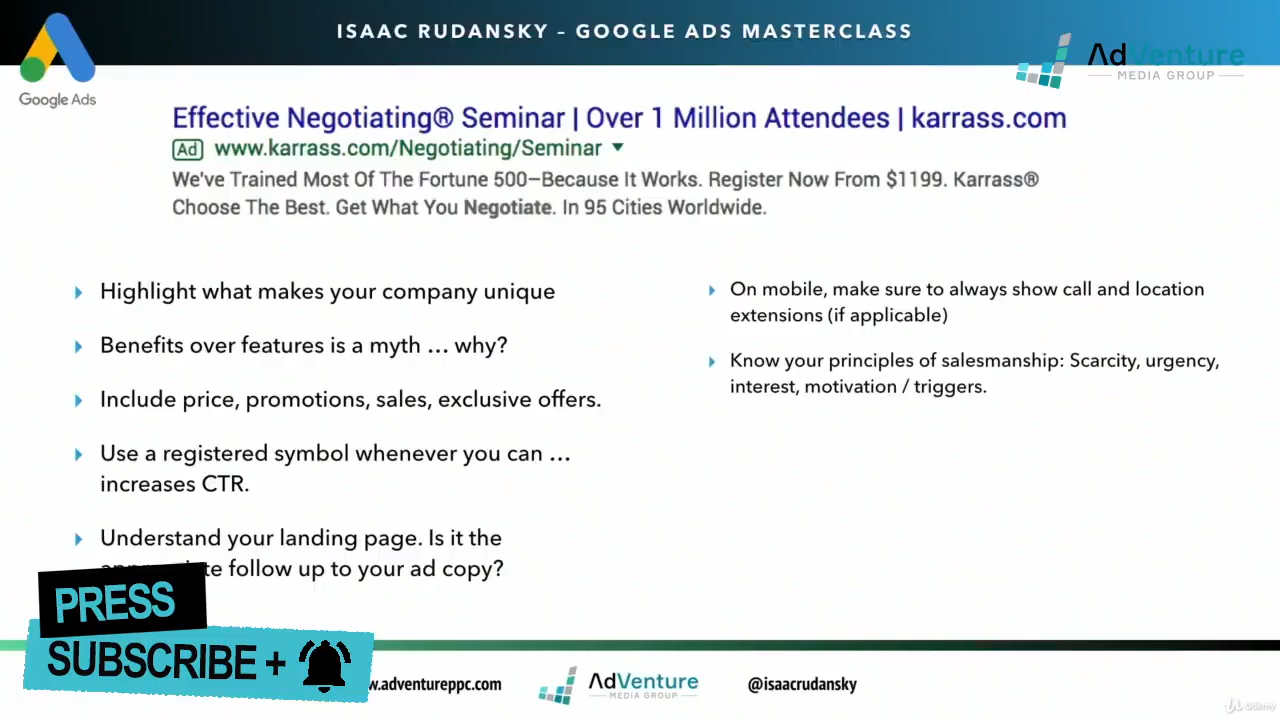 ISAAC RUDANSKY – GOOGLE ADS MASTERCLASS
AdVenture
MEDIA GROUP
Google Ads
Effective Negotiating® Seminar | Over 1 Million Attendees | karrass.com
Ad www.karrass.com/Negotiating/Seminar
We've Trained Most Of The Fortune 500–Because It Works. Register Now From $1199. Karrass®
Choose The Best. Get What You Negotiate. In 95 Cities Worldwide.
Highlight what makes your company unique
Benefits over features is a myth … why?
Include price, promotions, sales, exclusive offers.
Use a registered symbol whenever you can …
increases CTR.
Understand your landing page. Is it the
follow up to your ad copy?
On mobile, make sure to always show call and location
extensions (if applicable)
Know your principles of salesmanship: Scarcity, urgency,
interest, motivation / triggers.
PRESS
SUBSCRIBE +
.adventureppc.com
AdVenture
MEDIA GROUP
@isaacrudansky
Udemy